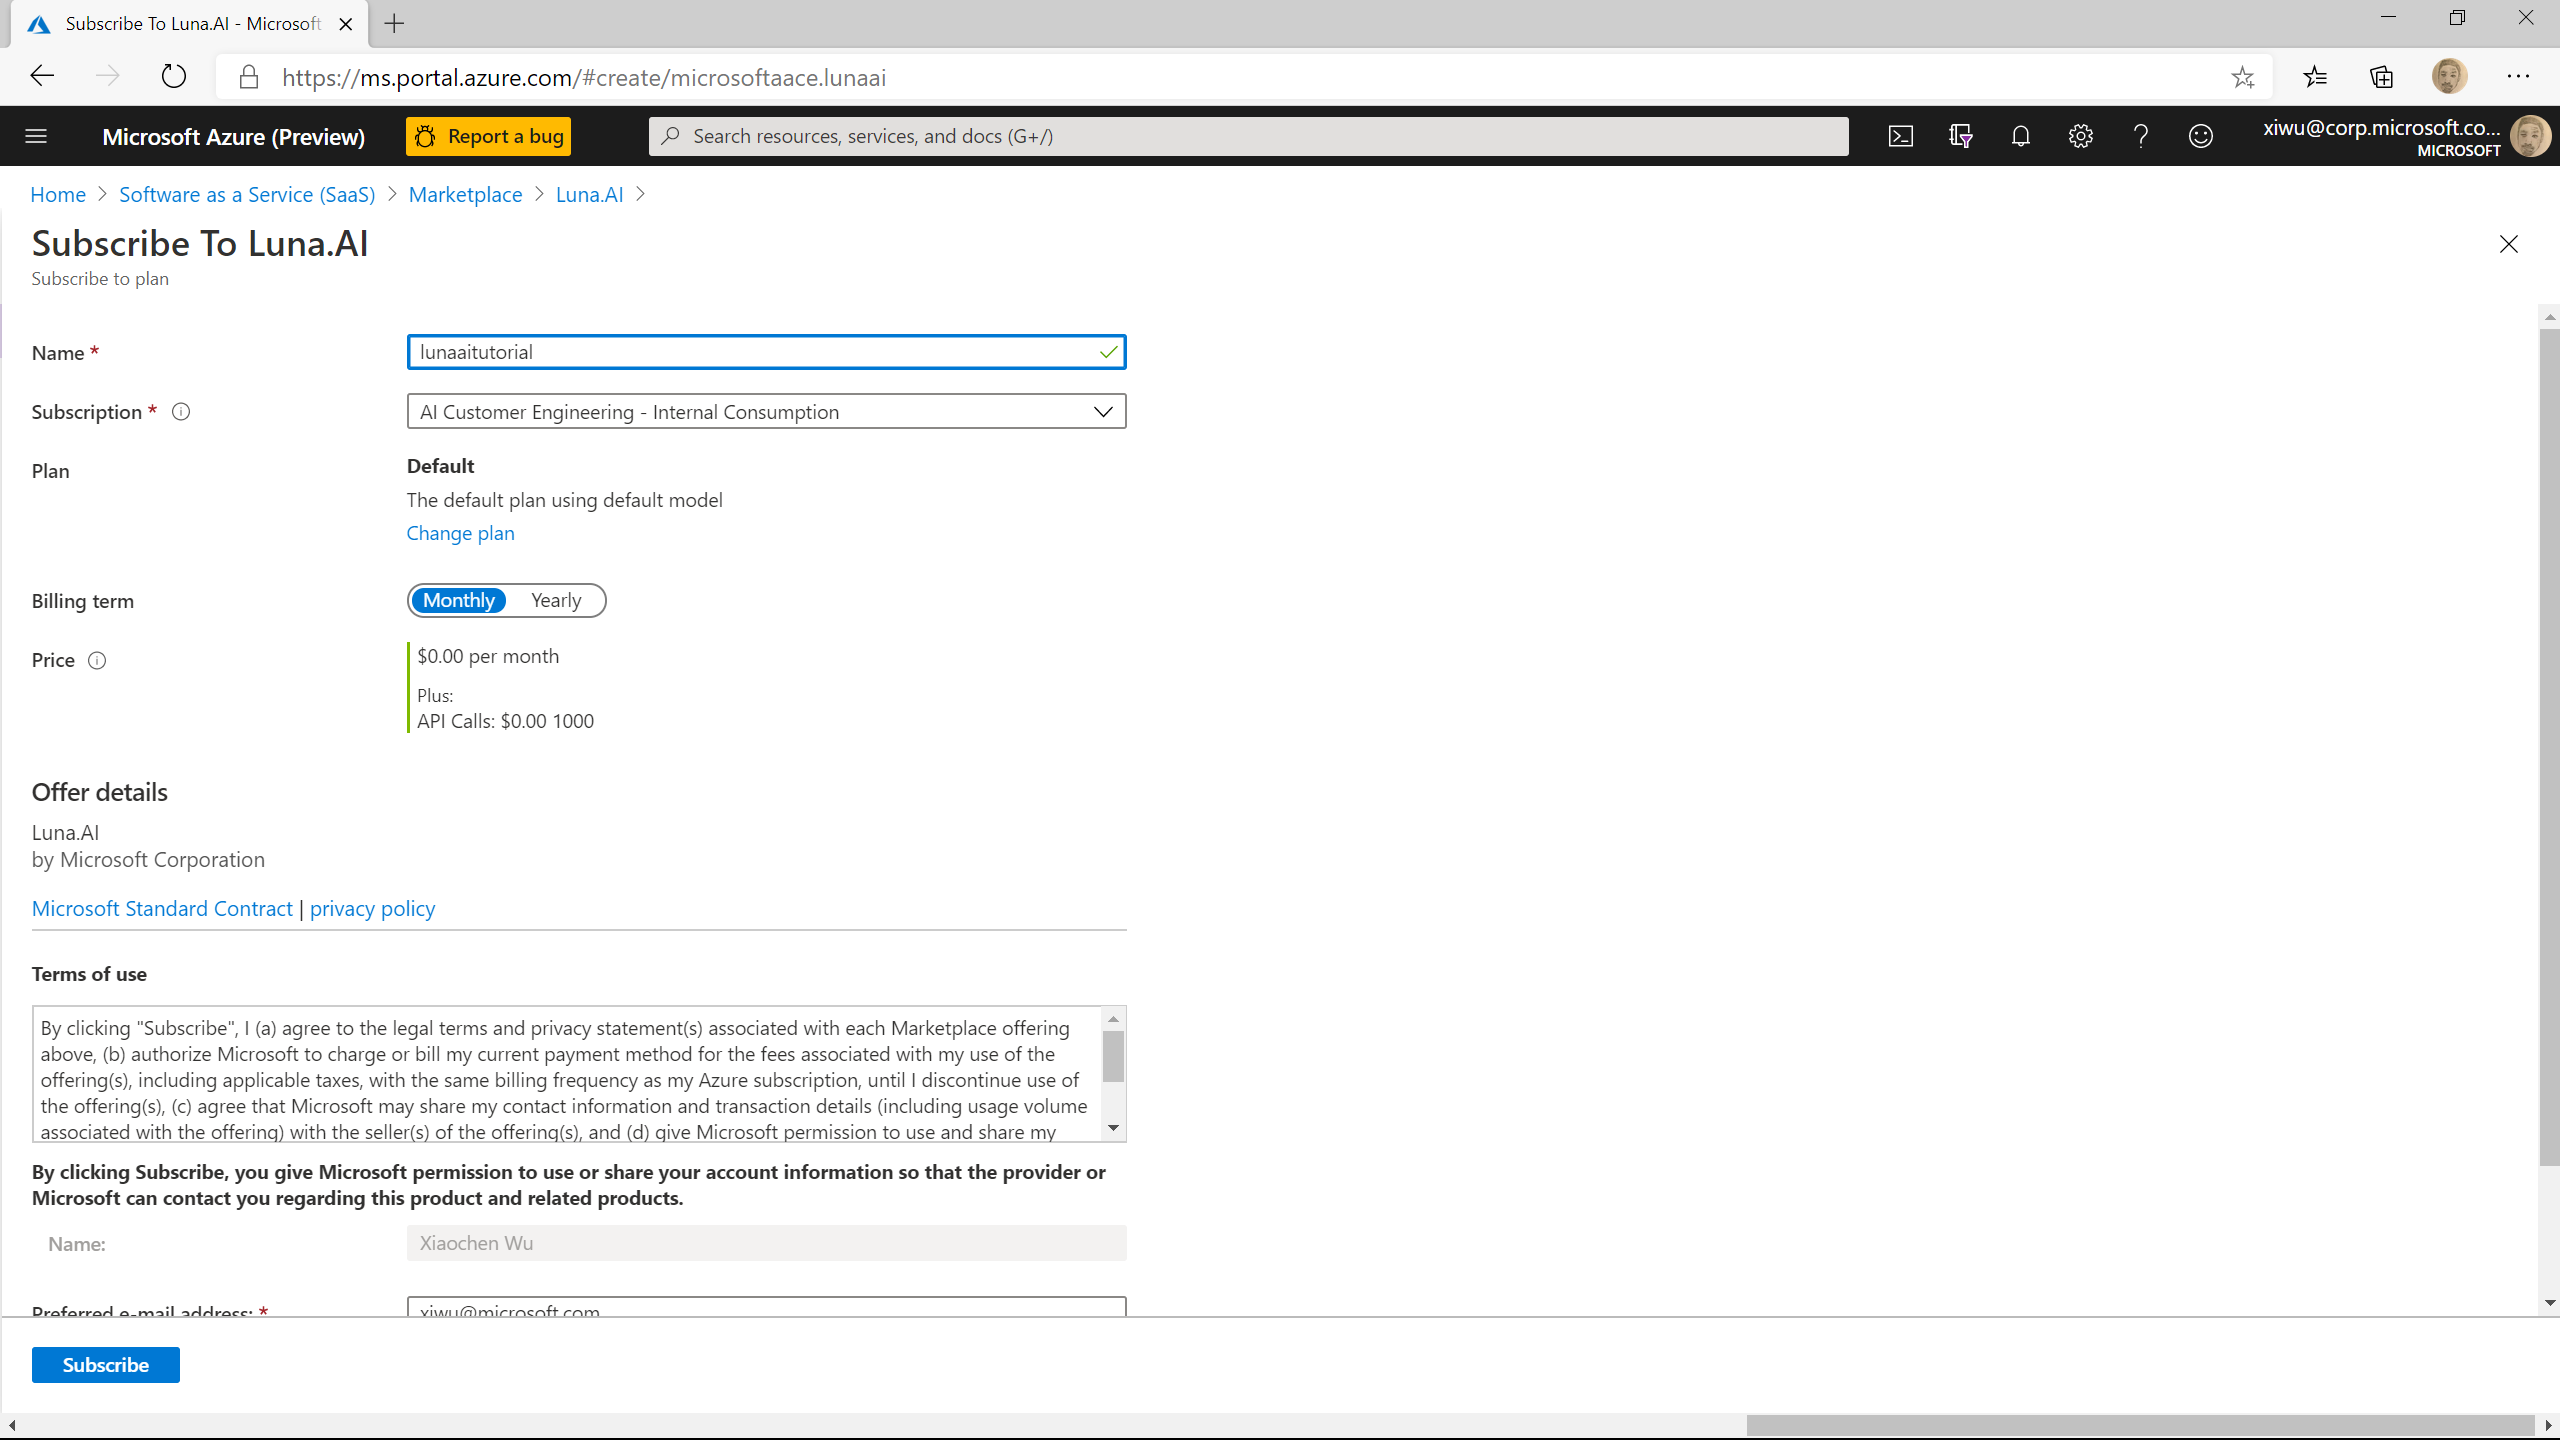 Subscribe To Luna.AI - Microsoft
https://ms.portal.azure.com/#create/microsoftaace.lunaai
Microsoft Azure (Preview)
Report a bug
Search resources, services, and docs (G+/)
xiwu@corp.microsoft.co...
MICROSOFT
Home > Software as a Service (SaaS) > Marketplace > Luna.AI >
Subscribe To Luna.AI
Subscribe to plan
Name *
lunaaitutorial
Subscription *
AI Customer Engineering - Internal Consumption
Plan
Default
The default plan using default model
Change plan
Billing term
Monthly Yearly
Price
$0.00 per month
Plus:
API Calls: $0.00 1000
Offer details
Luna.AI
by Microsoft Corporation
Microsoft Standard Contract | privacy policy
Terms of use
By clicking "Subscribe", I (a) agree to the legal terms and privacy statement(s) associated with each Marketplace offering
above, (b) authorize Microsoft to charge or bill my current payment method for the fees associated with my use of the
offering(s), including applicable taxes, with the same billing frequency as my Azure subscription, until I discontinue use of
the offering(s), (c) agree that Microsoft may share my contact information and transaction details (including usage volume
associated with the offering) with the seller(s) of the offering(s), and (d) give Microsoft permission to use and share my
By clicking Subscribe, you give Microsoft permission to use or share your account information so that the provider or
Microsoft can contact you regarding this product and related products.
Name:
Xiaochen Wu
Preferred e-mail address: *
xiwu@microsoft.com
Subscribe